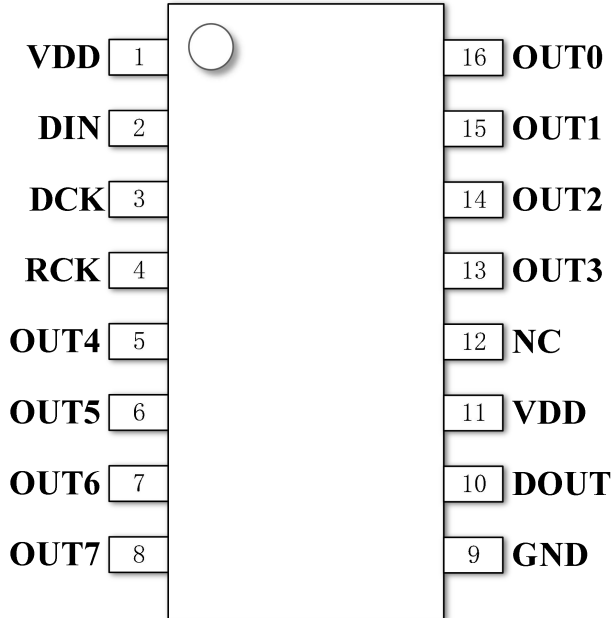 VDD 1 16 OUT0
DIN 2 15 OUT1
DCK 3 14 OUT2
RCK 4 13 OUT3
OUT4 5 12 NC
OUT5 6 11 VDD
OUT6 7 10 DOUT
OUT7 8 9 GND